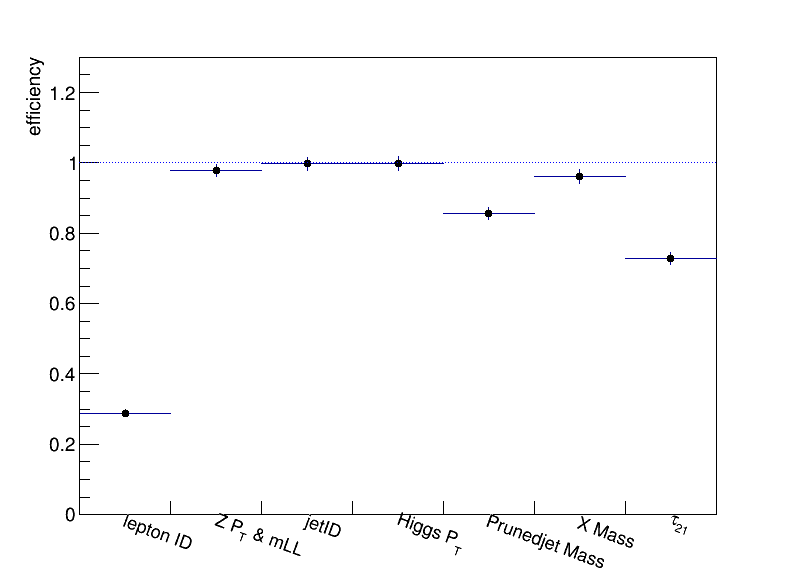 efficiency
1.2
1
0.8
0.6
0.4
0.2
0
lepton ID
Z P_T & mLL
jetID
Higgs P_T
Prunedjet Mass
X Mass
τ_21